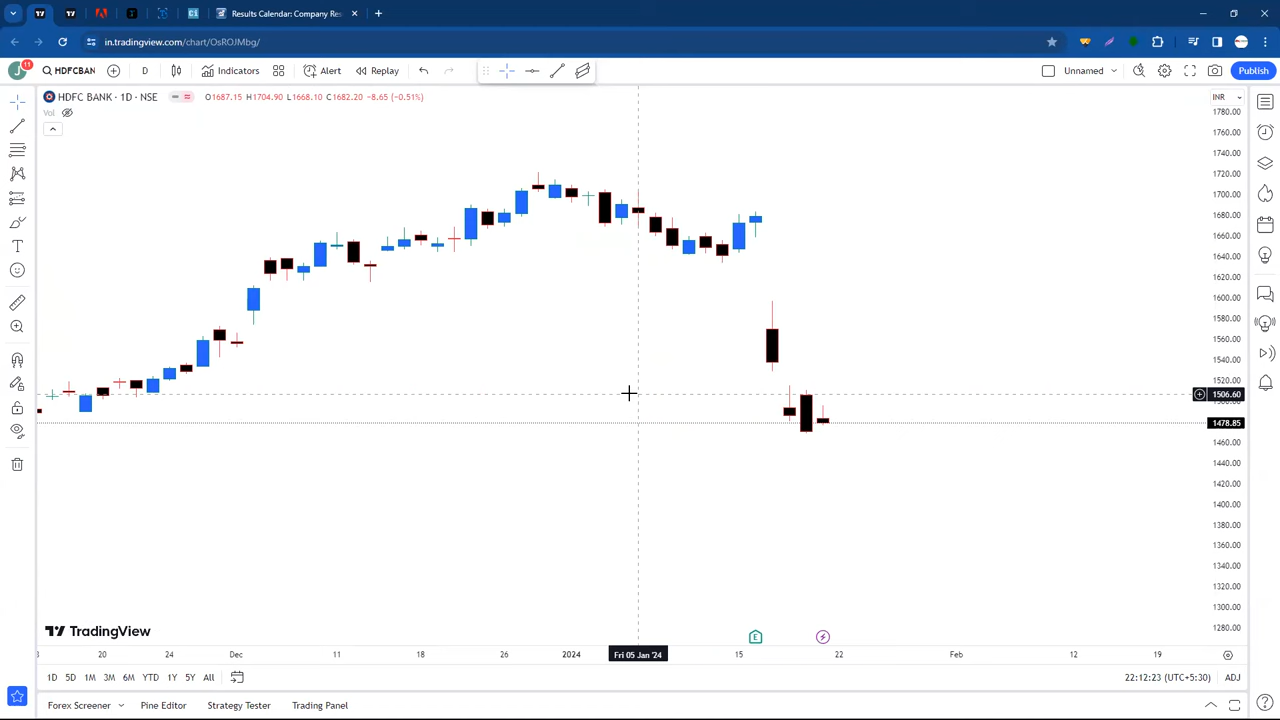 Results Calendar: Company Res
in.tradingview.com/chart/OsROJMbg/
J
11
HDFCBAN
D
Indicators
Alert
Replay
Unnamed
Publish
HDFC BANK · 1D · NSE
O1687.15 H1704.90 L1668.10 C1682.20 −8.65 (−0.51%)
Vol
INR
1780.00
1760.00
1740.00
1720.00
1700.00
1680.00
1660.00
1640.00
1620.00
1600.00
1580.00
1560.00
1540.00
1520.00
1506.60
1500.00
1478.85
1460.00
1440.00
1420.00
1400.00
1380.00
1360.00
1340.00
1320.00
1300.00
1280.00
TradingView
E
20
24
Dec
11
18
26
2024
Fri 05 Jan '24
15
22
Feb
12
19
1D 5D 1M 3M 6M YTD 1Y 5Y All
22:12:23 (UTC+5:30)
ADJ
Forex Screener
Pine Editor
Strategy Tester
Trading Panel